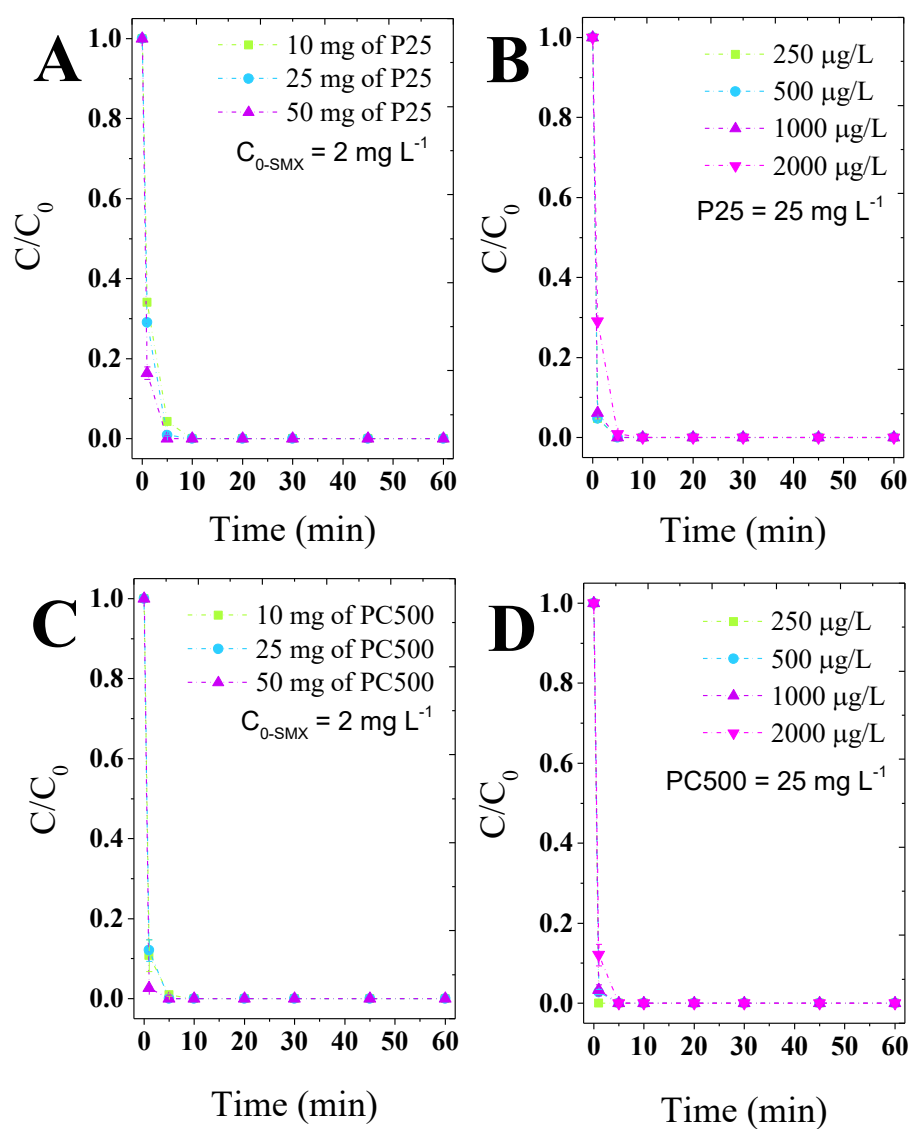 A
1.0
0.8
0.6
0.4
0.2
0.0
C/C0
10 mg of P25
25 mg of P25
50 mg of P25
C0-SMX = 2 mg L-1
0 10 20 30 40 50 60
Time (min)
B
1.0
0.8
0.6
0.4
0.2
0.0
C/C0
250 μg/L
500 μg/L
1000 μg/L
2000 μg/L
P25 = 25 mg L-1
0 10 20 30 40 50 60
Time (min)
C
1.0
0.8
0.6
0.4
0.2
0.0
C/C0
10 mg of PC500
25 mg of PC500
50 mg of PC500
C0-SMX = 2 mg L-1
0 10 20 30 40 50 60
Time (min)
D
1.0
0.8
0.6
0.4
0.2
0.0
C/C0
250 μg/L
500 μg/L
1000 μg/L
2000 μg/L
PC500 = 25 mg L-1
0 10 20 30 40 50 60
Time (min)